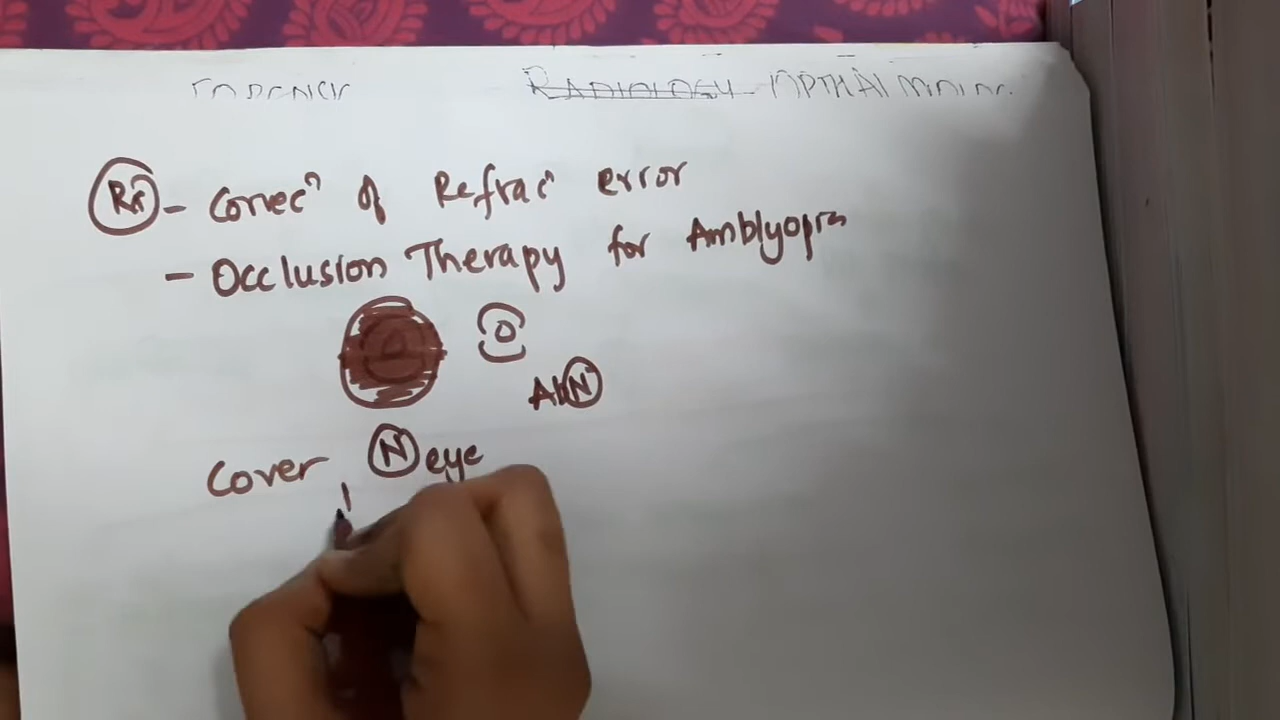 RADIOLOGY
Rx - Correc^n of Refrac^n error
- Occlusion Therapy for Amblyopia
AbN
Cover N eye